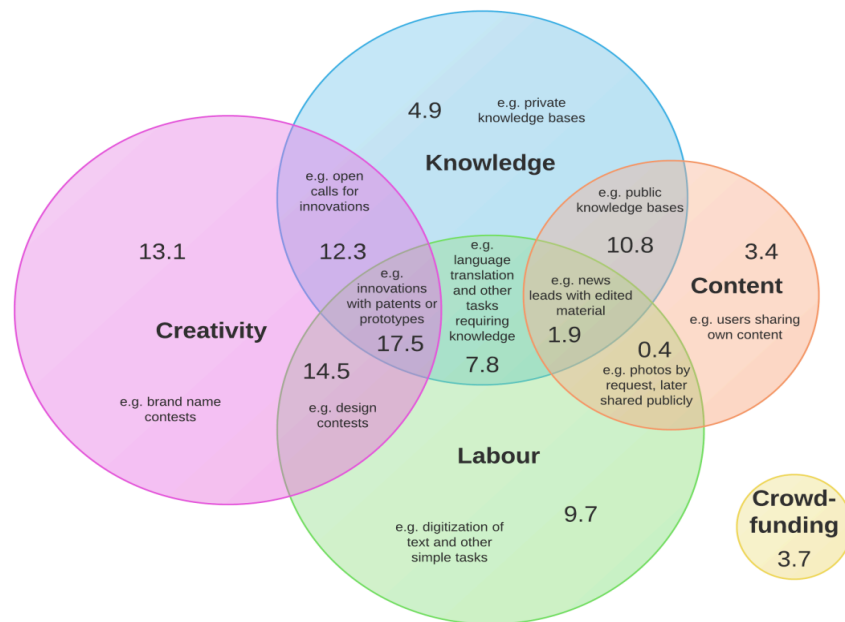 4.9
e.g. private
knowledge bases
Knowledge
e.g. open
calls for
innovations
12.3
e.g. public
knowledge bases
10.8
13.1
Creativity
e.g. brand name
contests
e.g.
innovations
with patents or
prototypes
17.5
e.g.
language
translation
and other
tasks
requiring
knowledge
7.8
e.g. news
leads with edited
material
1.9
3.4
Content
e.g. users sharing
own content
0.4
e.g. photos by
request, later
shared publicly
14.5
e.g. design
contests
Labour
9.7
e.g. digitization of
text and other
simple tasks
Crowd-
funding
3.7